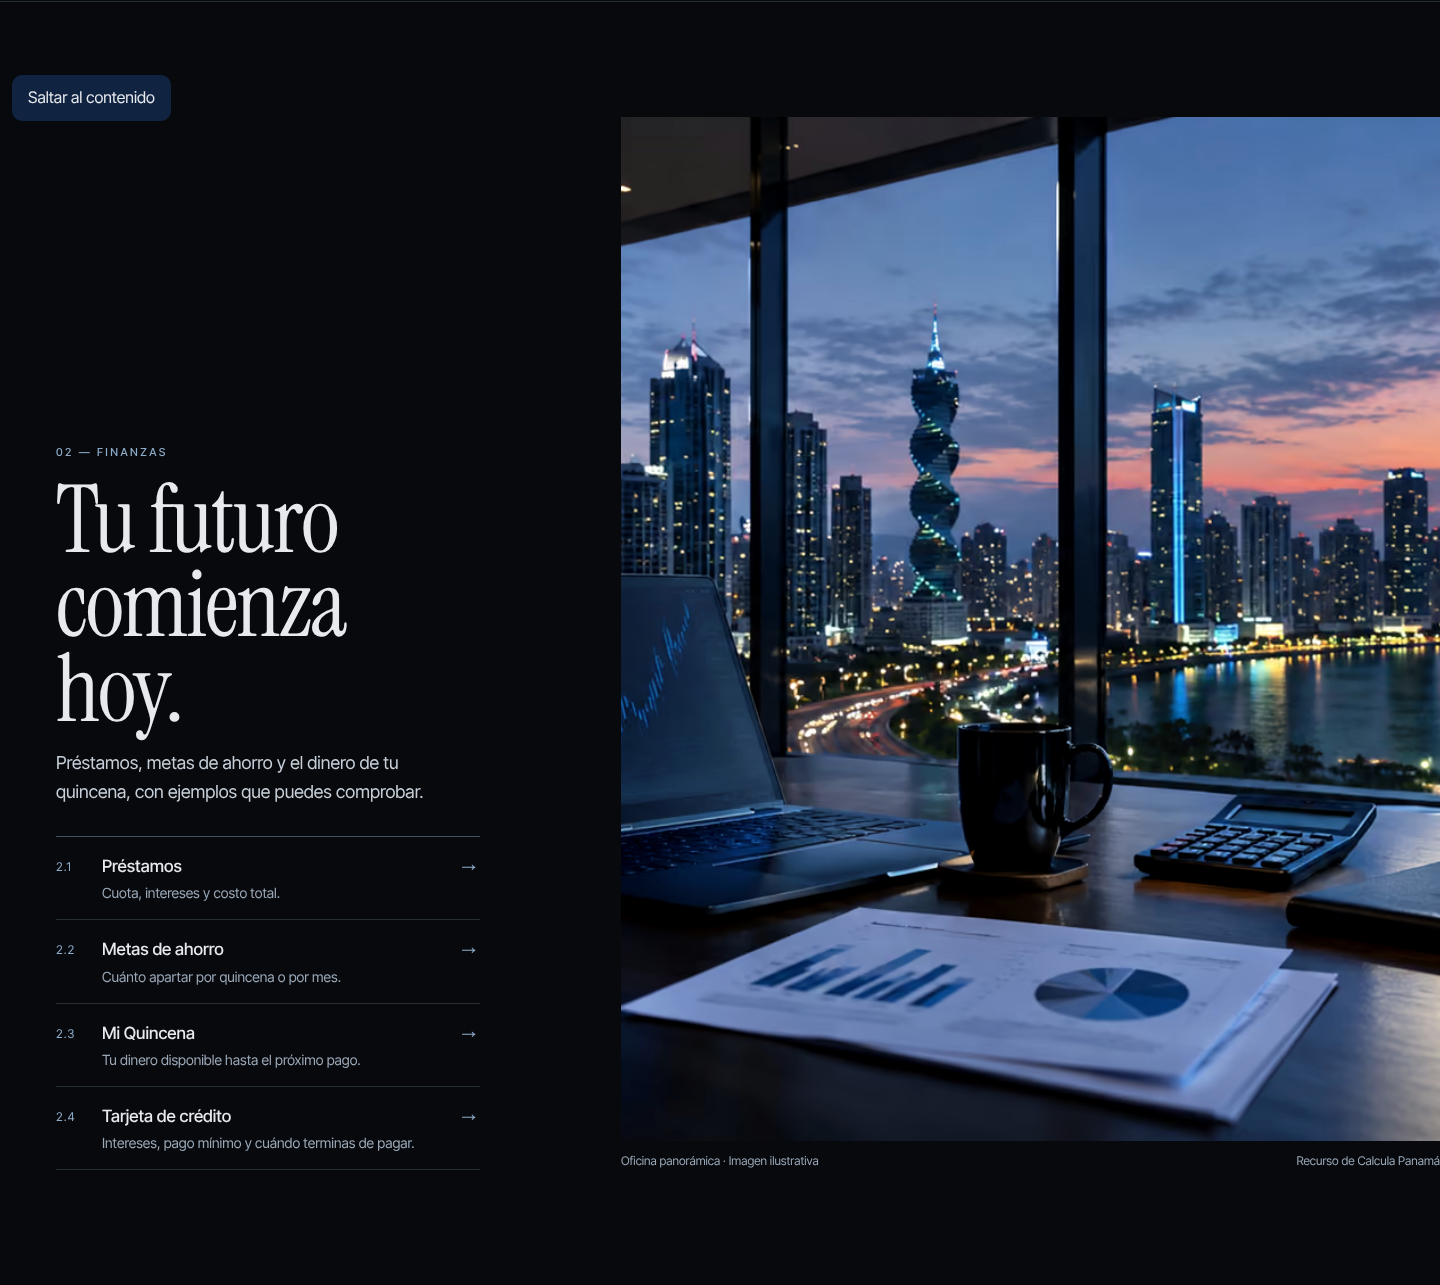 Saltar al contenido
02 — FINANZAS
Tu futuro
comienza
hoy.
Préstamos, metas de ahorro y el dinero de tu
quincena, con ejemplos que puedes comprobar.
2.1 Préstamos →
Cuota, intereses y costo total.
2.2 Metas de ahorro →
Cuánto apartar por quincena o por mes.
2.3 Mi Quincena →
Tu dinero disponible hasta el próximo pago.
2.4 Tarjeta de crédito →
Intereses, pago mínimo y cuándo terminas de pagar.
Oficina panorámica · Imagen ilustrativa
Recurso de Calcula Panamá